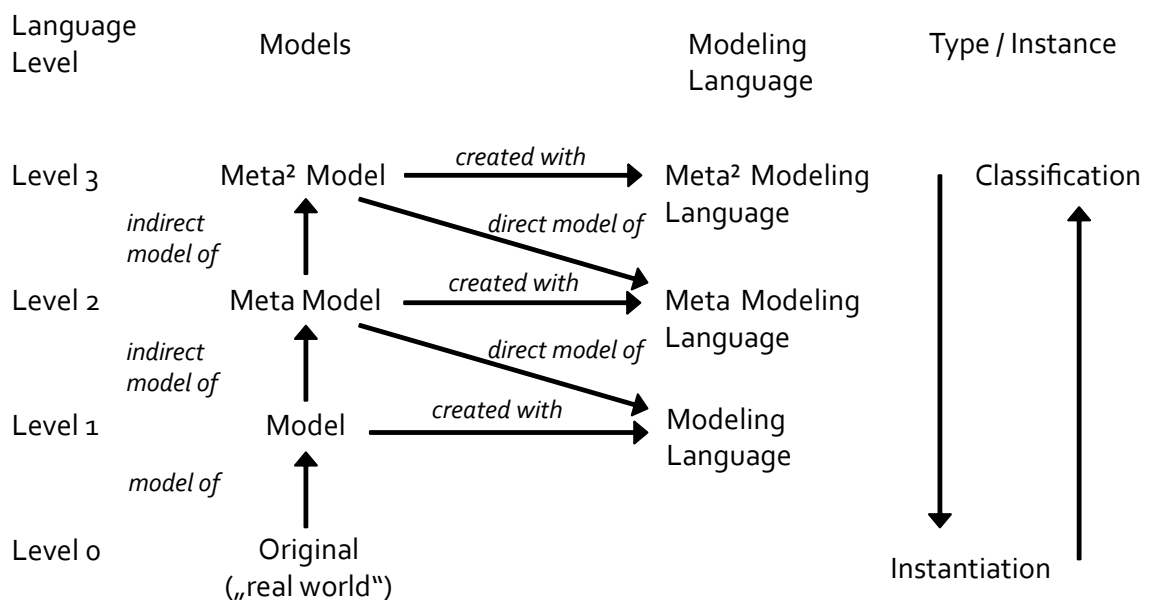 Language
Level
Models
Modeling
Language
Type / Instance
Level 3
Meta² Model
created with
Meta² Modeling
Language
Classification
indirect
model of
direct model of
Level 2
Meta Model
created with
Meta Modeling
Language
indirect
model of
direct model of
Level 1
Model
created with
Modeling
Language
model of
Level 0
Original
(„real world“)
Instantiation